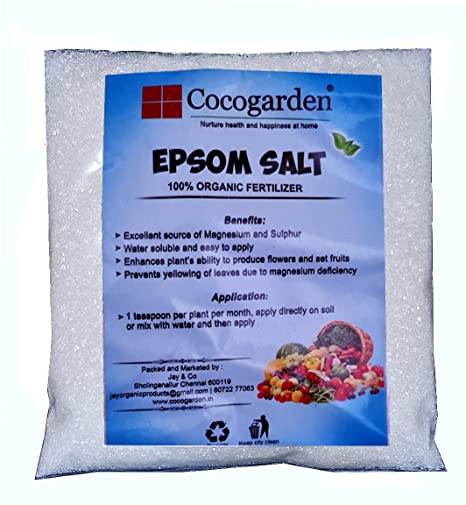 Cocogarden®
Nurture health and happiness at home
EPSOM SALT
100% ORGANIC FERTILIZER
Benefits:
➤ Excellent source of Magnesium and Sulphur
➤ Water soluble and easy to apply
➤ Enhances plant's ability to produce flowers and set fruits
➤ Prevents yellowing of leaves due to magnesium deficiency
Application:
➤ 1 teaspoon per plant per month, apply directly on soil
or mix with water and then apply
Packed and Marketed by :
Jay & Co
Sholinganallur Chennai 600119
jayorganicproducts@gmail.com | 80722 77063
www.cocogarden.in
Keep city clean